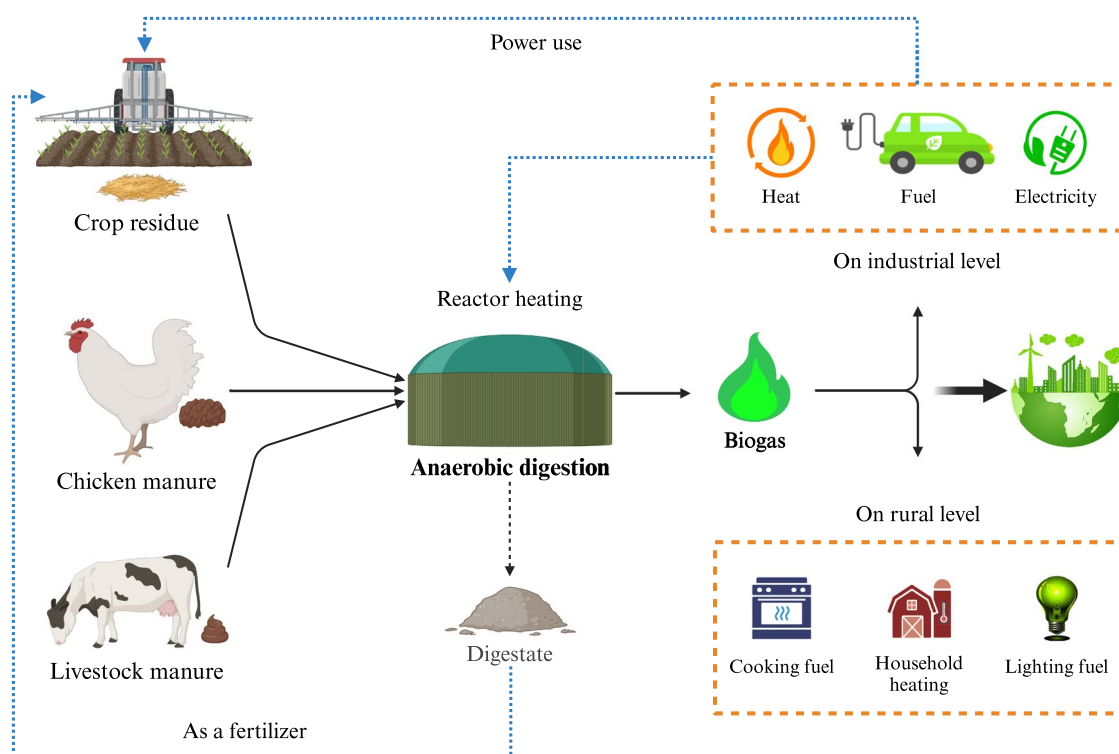 Power use
Heat
Fuel
Electricity
Crop residue
On industrial level
Reactor heating
Chicken manure
Biogas
Anaerobic digestion
On rural level
Livestock manure
Digestate
Cooking fuel
Household
heating
Lighting fuel
As a fertilizer